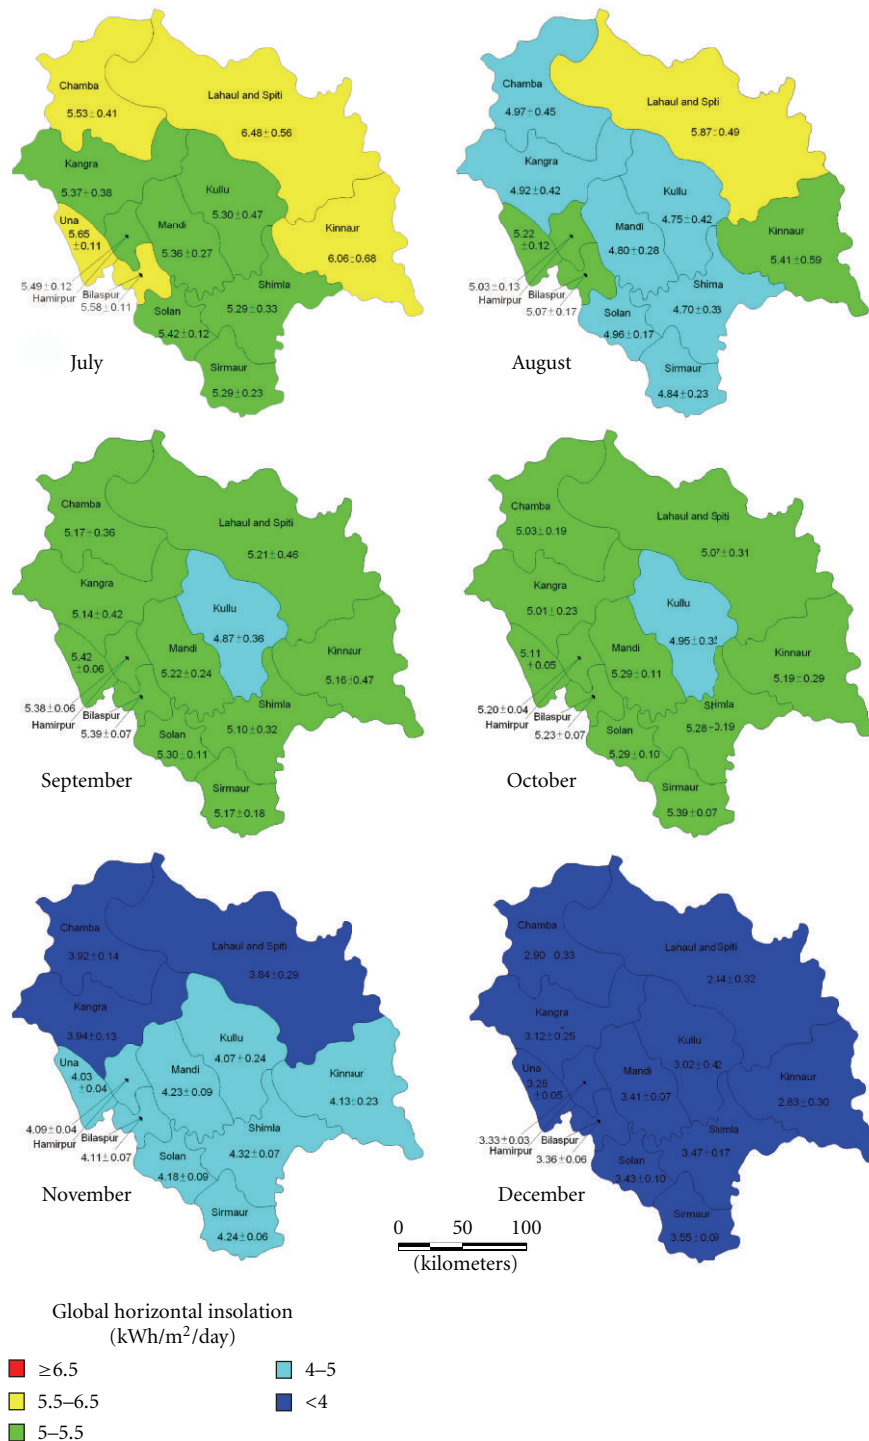 Chamba
5.53±0.41
Lahaul and Spiti
6.48±0.56
Kangra
5.37±0.38
Kullu
5.30±0.47
Una
5.65
±0.11
Mandi
5.36±0.27
Kinnaur
6.06±0.68
5.49±0.12
Hamirpur
Bilaspur
5.58±0.11
Shimla
5.29±0.33
Solan
5.42±0.12
Sirmaur
5.29±0.23
July
Chamba
4.97±0.45
Lahaul and Spiti
5.87±0.49
Kangra
4.92±0.42
Kullu
4.75±0.42
5.22
±0.12
Mandi
4.80±0.28
Kinnaur
5.41±0.59
5.03±0.13
Hamirpur
Bilaspur
5.07±0.17
Shima
4.70±0.33
Solan
4.96±0.17
Sirmaur
4.84±0.23
August
Chamba
5.17±0.36
Lahaul and Spiti
5.21±0.46
Kangra
5.14±0.42
Kullu
4.87±0.36
5.42
±0.06
Mandi
5.22±0.24
Kinnaur
5.16±0.47
5.38±0.06
Hamirpur
Bilaspur
5.39±0.07
Shimla
5.10±0.32
Solan
5.30±0.11
Sirmaur
5.17±0.18
September
Chamba
5.03±0.19
Lahaul and Spiti
5.07±0.31
Kangra
5.01±0.23
Kullu
5.11
±0.05
Mandi
5.29±0.11
Kinnaur
5.19±0.29
5.20±0.04
Hamirpur
Bilaspur
5.23±0.07
Shimla
5.28±0.19
Solan
5.29±0.10
Sirmaur
5.39±0.07
October
Chamba
3.92±0.14
Lahaul and Spiti
3.84±0.29
Kangra
3.94±0.13
Kullu
4.07±0.24
Una
4.03
±0.04
Mandi
4.23±0.09
Kinnaur
4.13±0.23
4.09±0.04
Hamirpur
Bilaspur
4.11±0.07
Shimla
4.32±0.07
Solan
4.18±0.09
Sirmaur
4.24±0.06
November
Chamba
2.90 0.33
Lahaul and Spiti
Kangra
3.12±0.25
Kullu
3.02±0.42
Una
3.28
±0.05
Mandi
3.41±0.07
Kinnaur
2.83±0.30
3.33±0.03
Hamirpur
Bilaspur
3.36±0.06
Shimla
3.47±0.17
Solan
3.43±0.10
Sirmaur
3.55±0.09
December
0 50 100
(kilometers)
Global horizontal insolation
(kWh/m²/day)
≥6.5
5.5–6.5
5–5.5
4–5
<4